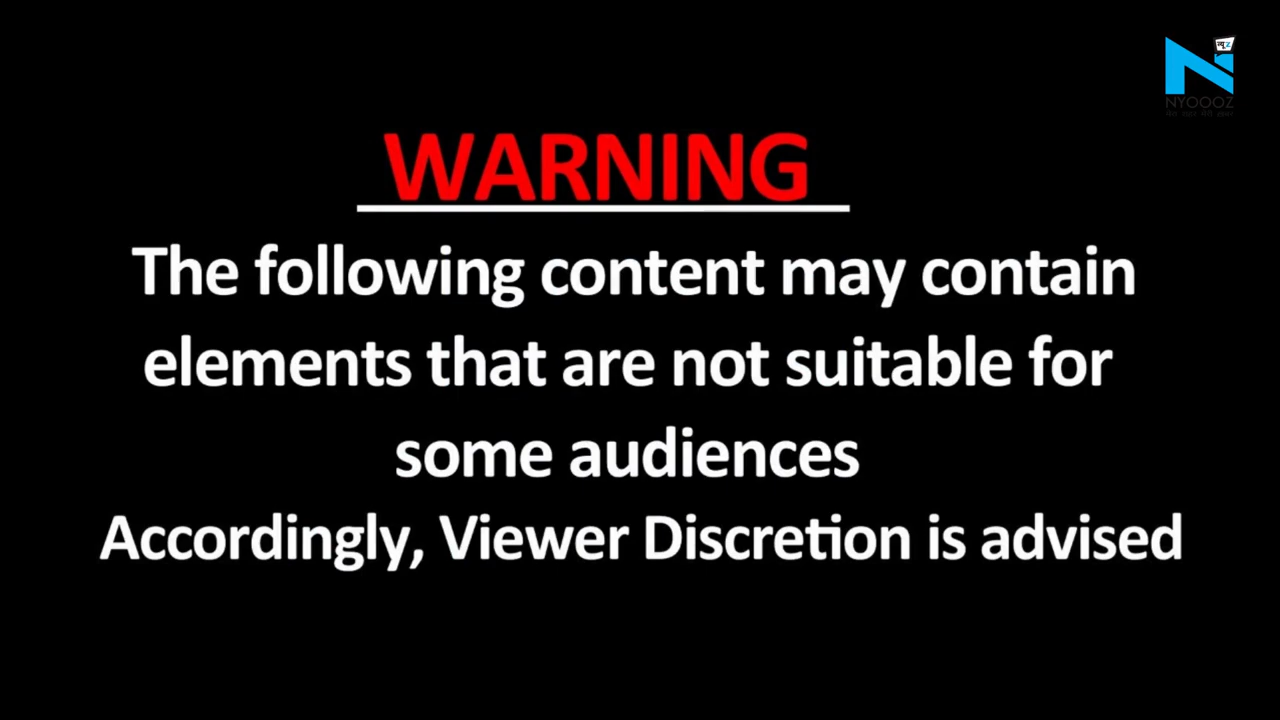 न्यूz
NYOOOZ
WARNING
The following content may contain
elements that are not suitable for
some audiences
Accordingly, Viewer Discretion is advised